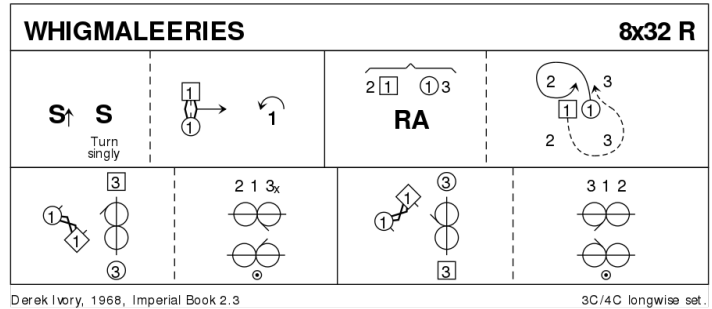 WHIGMALEERIES 8x32 R
S S
Turn
singly
1
1
1
2 1 1 3
RA
2 3
1 1
2 3
3
1
1
3
2 1 3x
3
1
1
3
3 1 2
Derek Ivory, 1968, Imperial Book 2.3 3C/4C longwise set.